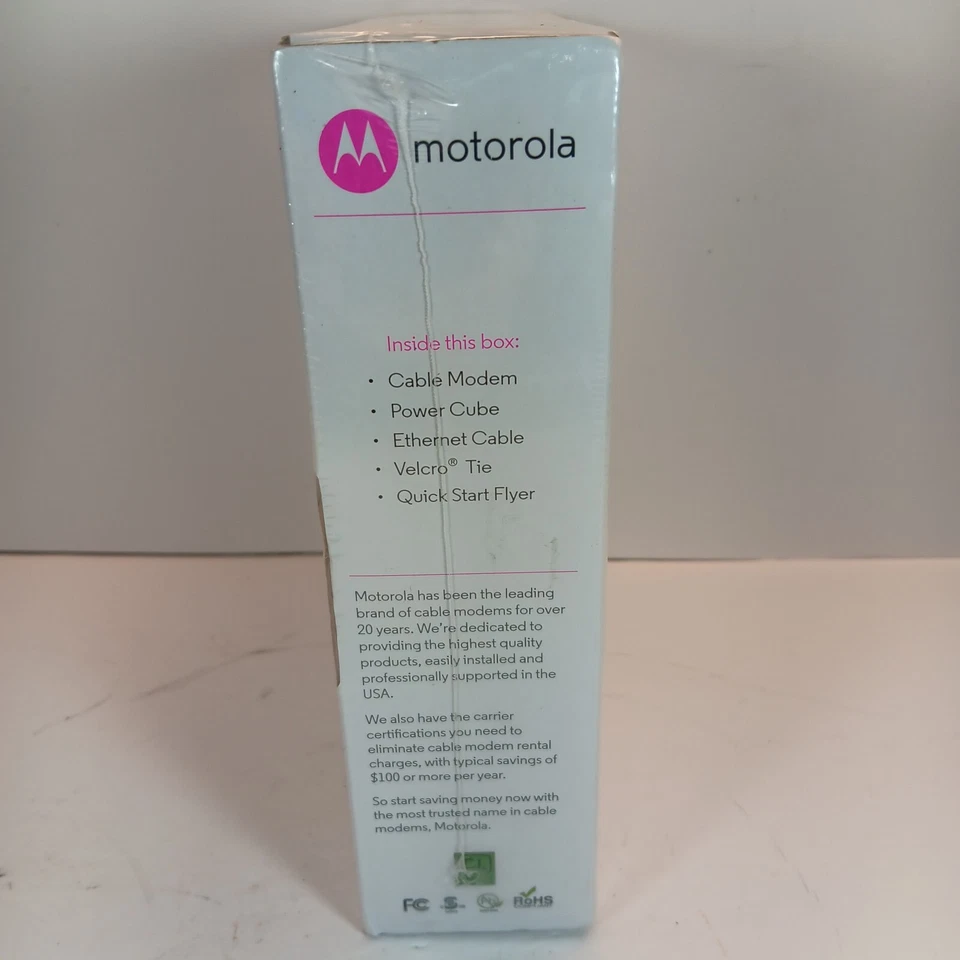 motorola
Inside this box:
• Cable Modem
• Power Cube
• Ethernet Cable
• Velcro® Tie
• Quick Start Flyer
Motorola has been the leading
brand of cable modems for over
20 years. We're dedicated to
providing the highest quality
products, easily installed and
professionally supported in the
USA.
We also have the carrier
certifications you need to
eliminate cable modem rental
charges, with typical savings of
$100 or more per year.
So start saving money now with
the most trusted name in cable
modems, Motorola.
FC RoHS